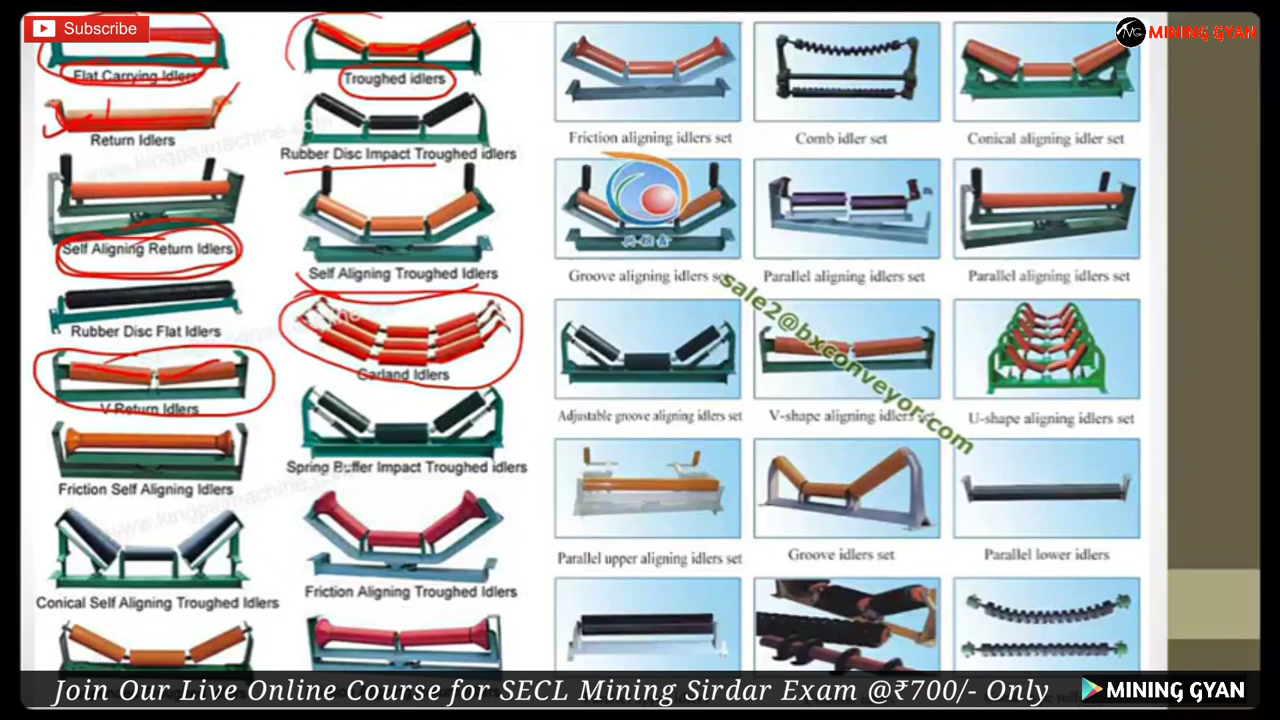 Subscribe
MINING GYAN
Flat Carrying Idlers
Troughed idlers
Return Idlers
Rubber Disc Impact Troughed idlers
Self Aligning Return Idlers
Self Aligning Troughed Idlers
Rubber Disc Flat Idlers
Garland Idlers
V-Return Idlers
Spring Buffer Impact Troughed idlers
Friction Self Aligning Idlers
Friction Aligning Troughed Idlers
Conical Self Aligning Troughed Idlers
Friction aligning idlers set
Comb idler set
Conical aligning idler set
Groove aligning idlers set
Parallel aligning idlers set
Parallel aligning idlers set
sale2@bxconveyor.com
Adjustable groove aligning idlers set
V-shape aligning idlers set
U-shape aligning idlers set
Parallel upper aligning idlers set
Groove idlers set
Parallel lower idlers
Join Our Live Online Course for SECL Mining Sirdar Exam @₹700/- Only
MINING GYAN